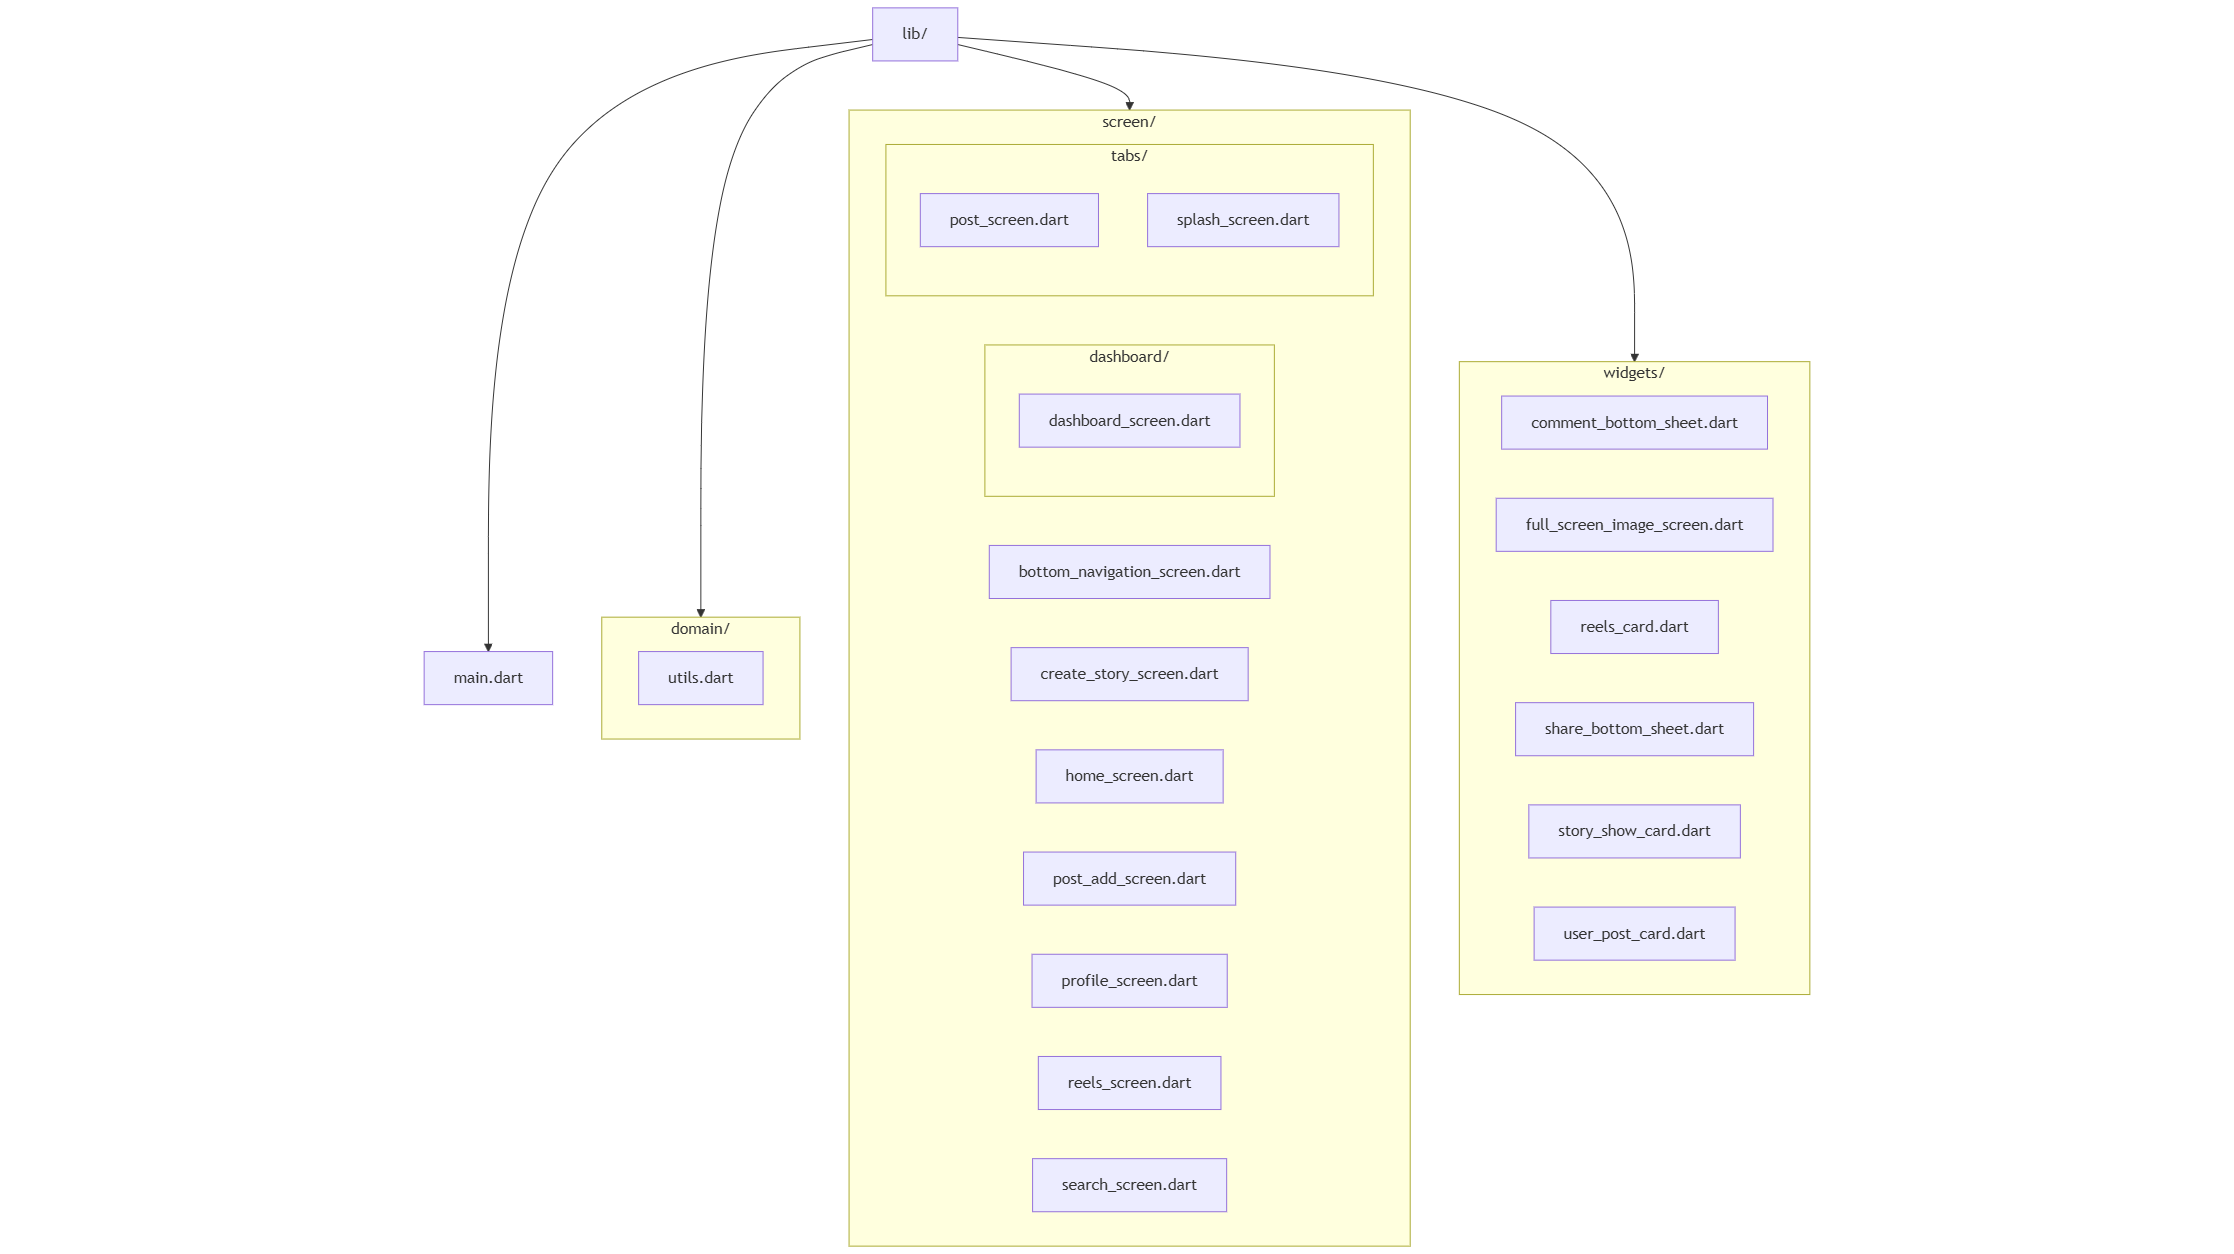 lib/
screen/
tabs/
post_screen.dart
splash_screen.dart
dashboard/
dashboard_screen.dart
bottom_navigation_screen.dart
create_story_screen.dart
home_screen.dart
post_add_screen.dart
profile_screen.dart
reels_screen.dart
search_screen.dart
widgets/
comment_bottom_sheet.dart
full_screen_image_screen.dart
reels_card.dart
share_bottom_sheet.dart
story_show_card.dart
user_post_card.dart
domain/
utils.dart
main.dart